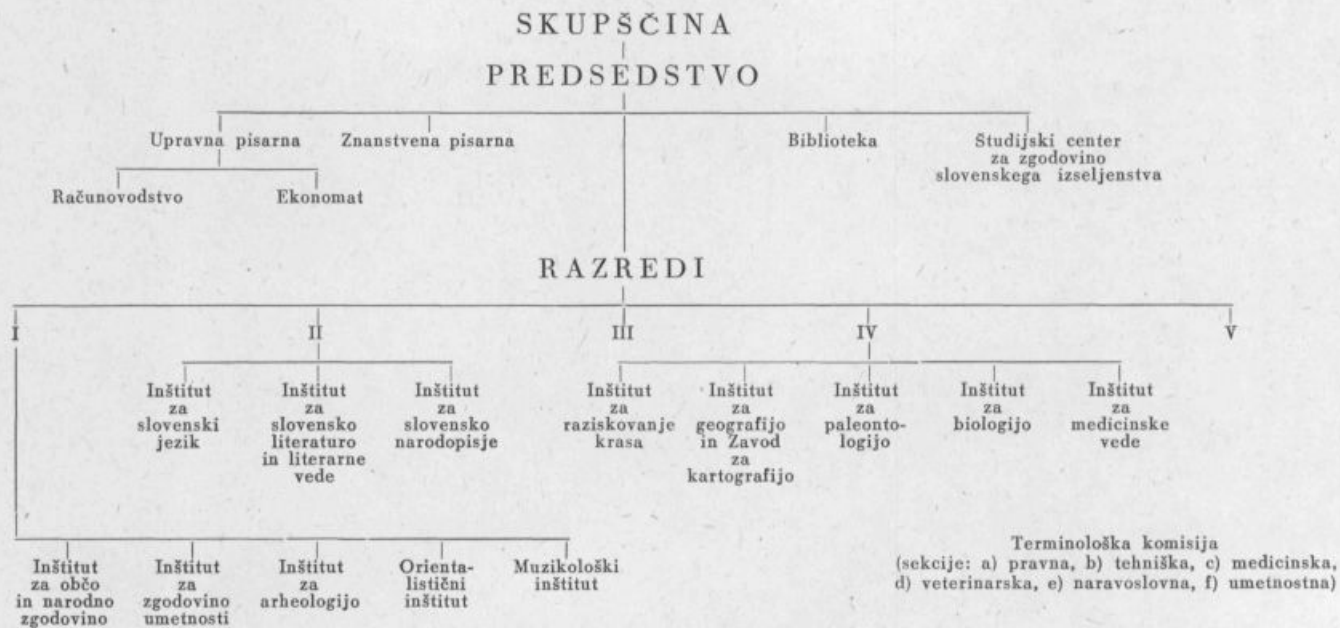 SKUPŠČINA
PREDSEDSTVO
Upravna pisarna
Znanstvena pisarna
Biblioteka
Studijski center
za zgodovino
slovenskega izseljenstva
Računovodstvo
Ekonomat
RAZREDI
I
II
III
IV
V
Inštitut
za
slovenski
jezik
Inštitut
za
slovensko
literaturo
in literarne
vede
Inštitut
za
slovensko
narodopisje
Inštitut
za
raziskovanje
krasa
Inštitut
za
geografijo
in Zavod
za
kartografijo
Inštitut
za
paleonto-
logijo
Inštitut
za
biologijo
Inštitut
za
medicinske
vede
Inštitut
za občo
in narodno
zgodovino
Inštitut
za
zgodovino
umetnosti
Inštitut
za
arheologijo
Orienta-
listični
inštitut
Muzikološki
inštitut
Terminološka komisija
(sekcije: a) pravna, b) tehniška, c) medicinska,
d) veterinarska, e) naravoslovna, f) umetnostna)